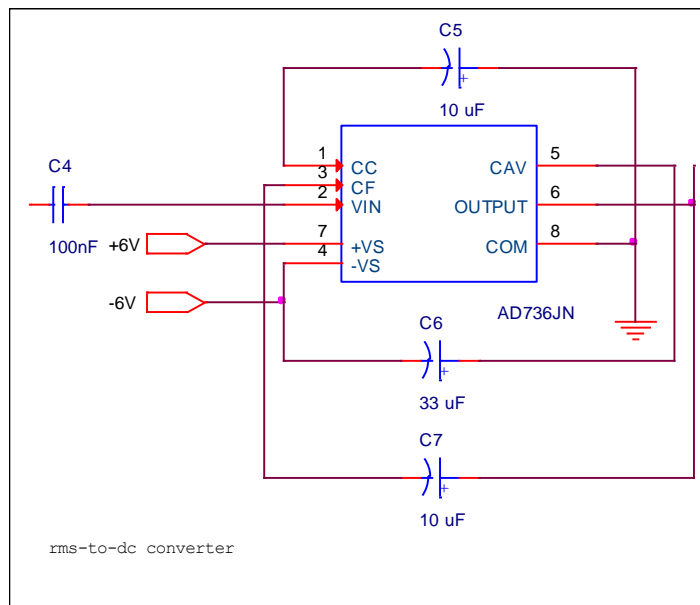 C5
+
10 uF
C4
100nF
1
CC
3
CF
2
VIN
7
+VS
4
-VS
5
CAV
6
OUTPUT
8
COM
+6V
-6V
AD736JN
C6
+
33 uF
C7
+
10 uF
rms-to-dc converter